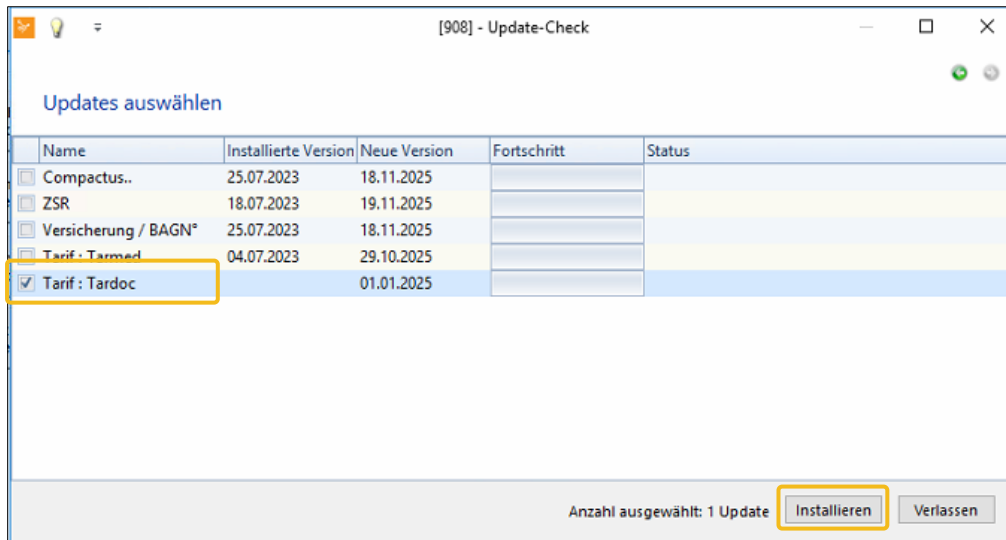 [908] - Update-Check
Updates auswählen
Name Installierte Version Neue Version Fortschritt Status
Compactus.. 25.07.2023 18.11.2025
ZSR 18.07.2023 19.11.2025
Versicherung / BAGN° 25.07.2023 18.11.2025
Tarif : Tarmed 04.07.2023 29.10.2025
Tarif : Tardoc 01.01.2025
Anzahl ausgewählt: 1 Update Installieren Verlassen